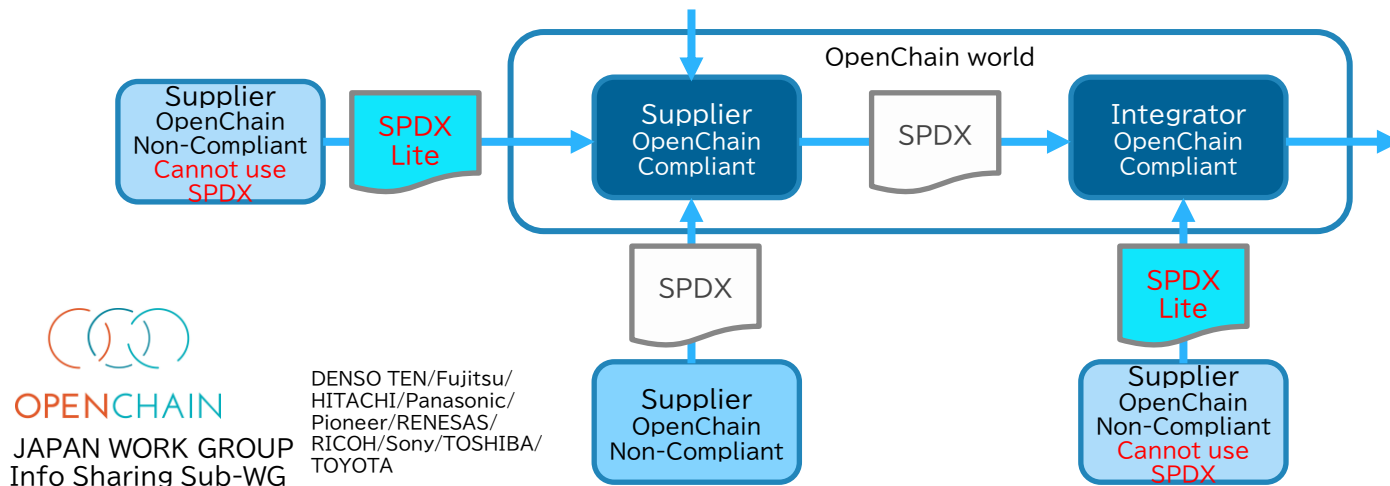 OpenChain world
Supplier
OpenChain
Non-Compliant
Cannot use
SPDX
SPDX
Lite
Supplier
OpenChain
Compliant
SPDX
Integrator
OpenChain
Compliant
SPDX
SPDX
Lite
OPENCHAIN
JAPAN WORK GROUP
Info Sharing Sub-WG
DENSO TEN/Fujitsu/
HITACHI/Panasonic/
Pioneer/RENESAS/
RICOH/Sony/TOSHIBA/
TOYOTA
Supplier
OpenChain
Non-Compliant
Supplier
OpenChain
Non-Compliant
Cannot use
SPDX